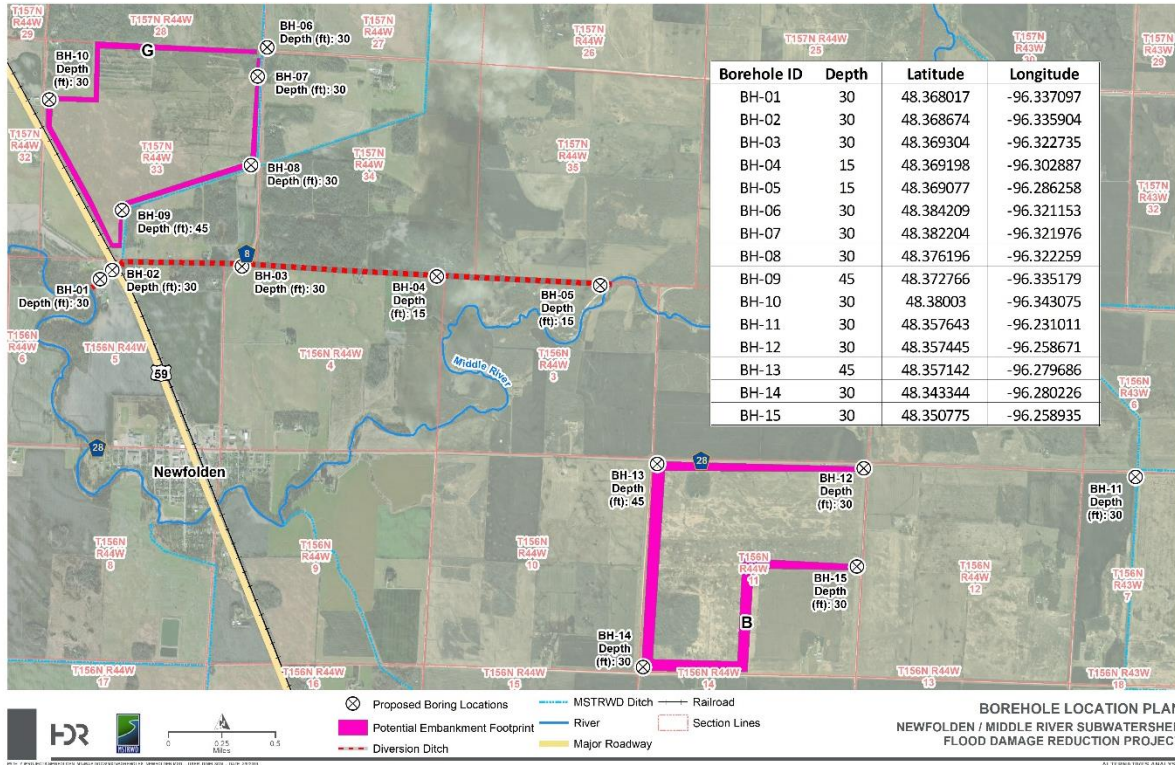 T157N R44W
29
T157N R44W
28
BH-06
Depth (ft): 30
T157N
R44W
27
T157N
R44W
26
T157N R44W
25
T157N
R43W
29
BH-10
Depth
(ft): 30
G
BH-07
Depth (ft): 30
T157N
R44W
32
T157N
R44W
33
BH-08
Depth (ft): 30
T157N
R44W
34
T157N
R44W
35
T157N
R43W
32
BH-09
Depth (ft): 45
Borehole ID Depth Latitude Longitude
BH-01 30 48.368017 -96.337097
BH-02 30 48.368674 -96.335904
BH-03 30 48.369304 -96.322735
BH-04 15 48.369198 -96.302887
BH-05 15 48.369077 -96.286258
BH-06 30 48.384209 -96.321153
BH-07 30 48.382204 -96.321976
BH-08 30 48.376196 -96.322259
BH-09 45 48.372766 -96.335179
BH-10 30 48.38003 -96.343075
BH-11 30 48.357643 -96.231011
BH-12 30 48.357445 -96.258671
BH-13 45 48.357142 -96.279686
BH-14 30 48.343344 -96.280226
BH-15 30 48.350775 -96.258935
8
BH-01
Depth
(ft): 30
BH-02
Depth (ft): 30
BH-03
Depth (ft): 30
BH-04
Depth
(ft): 15
BH-05
Depth
(ft): 15
T156N
R44W
6
T156N R44W
5
T156N R44W
4
Middle River
T156N R44W
3
T156N
R43W
6
59
28
Newfolden
BH-13
Depth
(ft): 45
28
BH-12
Depth
(ft): 30
BH-11
Depth
(ft): 30
T156N
R44W
8
T156N
R44W
9
T156N
R44W
10
T156N
R44W
11
BH-15
Depth
(ft): 30
T156N
R44W
12
T156N
R43W
7
BH-14
Depth
(ft): 30
B
T156N R44W
17
T156N R44W
16
T156N R44W
15
T156N R44W
14
T156N R44W
13
T156N R43W
18
HDR
MSTRWD
0 0.25 0.5
Miles
Proposed Boring Locations
Potential Embankment Footprint
Diversion Ditch
MSTRWD Ditch
River
Major Roadway
Railroad
Section Lines
BOREHOLE LOCATION PLAN
NEWFOLDEN / MIDDLE RIVER SUBWATERSHED
FLOOD DAMAGE REDUCTION PROJECT